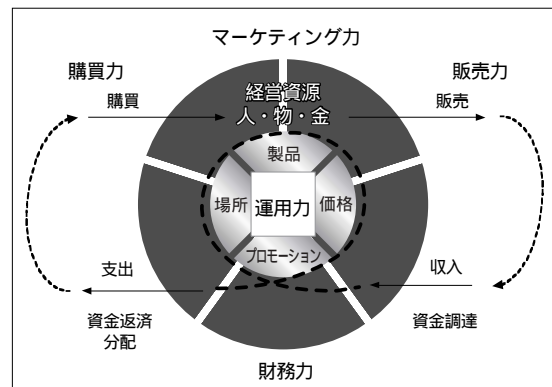 マーケティング力
購買力
販売力
購買
経営資源
人・物・金
販売
製品
場所
運用力
価格
プロモーション
支出
収入
資金返済
分配
資金調達
財務力